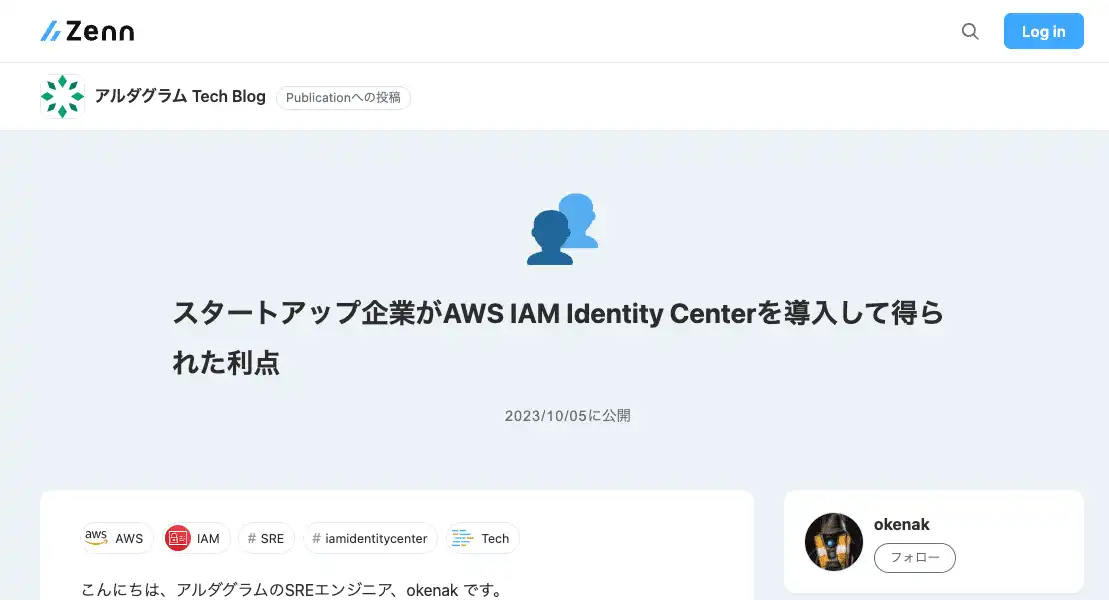 Zenn
Log in
アルダグラム Tech Blog
Publicationへの投稿
スタートアップ企業がAWS IAM Identity Centerを導入して得ら
れた利点
2023/10/05に公開
aws AWS
IAM
# SRE
# iamidentitycenter
Tech
okenak
フォロー
こんにちは、アルダグラムのSREエンジニア、okenak です。